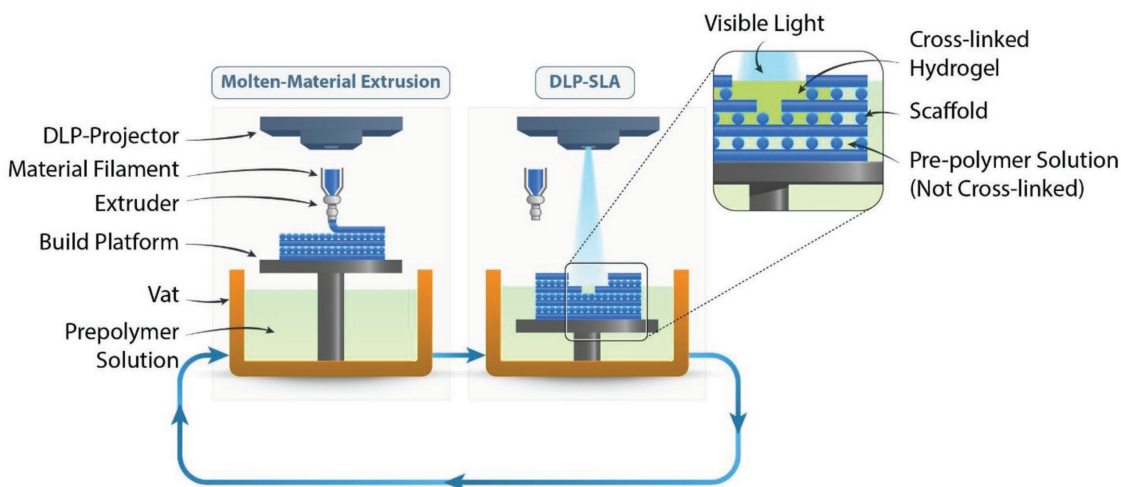 Visible Light
Cross-linked
Hydrogel
Molten-Material Extrusion
DLP-SLA
Scaffold
DLP-Projector
Material Filament
Pre-polymer Solution
(Not Cross-linked)
Extruder
Build Platform
Vat
Prepolymer
Solution